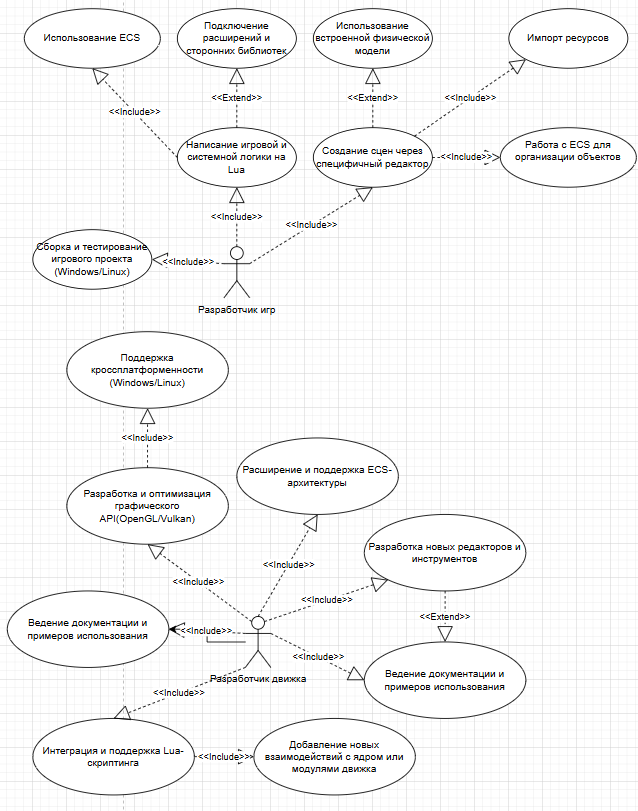 Использование ECS
Подключение
расширений и
сторонних библиотек
Использование
встроенной физической
модели
Импорт ресурсов
<<Include>>
<<Extend>>
<<Extend>>
<<Include>>
Написание игровой и
системной логики на
Lua
Создание сцен через
специфичный редактор
<<Include>>
Работа с ECS для
организации объектов
<<Include>>
<<Include>>
Сборка и тестирование
игрового проекта
(Windows/Linux)
<<Include>>
Разработчик игр
Поддержка
кроссплатформенности
(Windows/Linux)
<<Include>>
Расширение и поддержка ECS-
архитектуры
Разработка и оптимизация
графического
API(OpenGL/Vulkan)
Разработка новых редакторов и
инструментов
<<Include>>
<<Include>>
<<Include>>
<<Extend>>
Ведение документации и
примеров использования
<<Include>>
<<Include>>
Разработчик движка
Ведение документации и
примеров использования
<<Include>>
Интеграция и поддержка Lua-
скриптинга
<<Include>>
Добавление новых
взаимодействий с ядром или
модулями движка